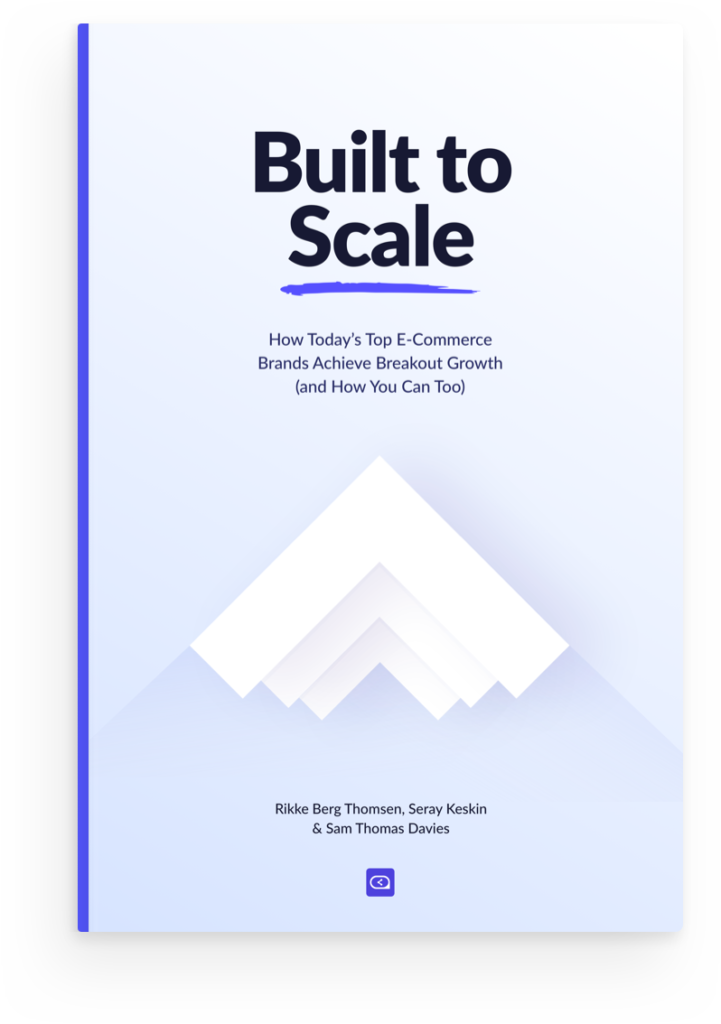 Built to
Scale
How Today’s Top E-Commerce
Brands Achieve Breakout Growth
(and How You Can Too)
Rikke Berg Thomsen, Seray Keskin
& Sam Thomas Davies